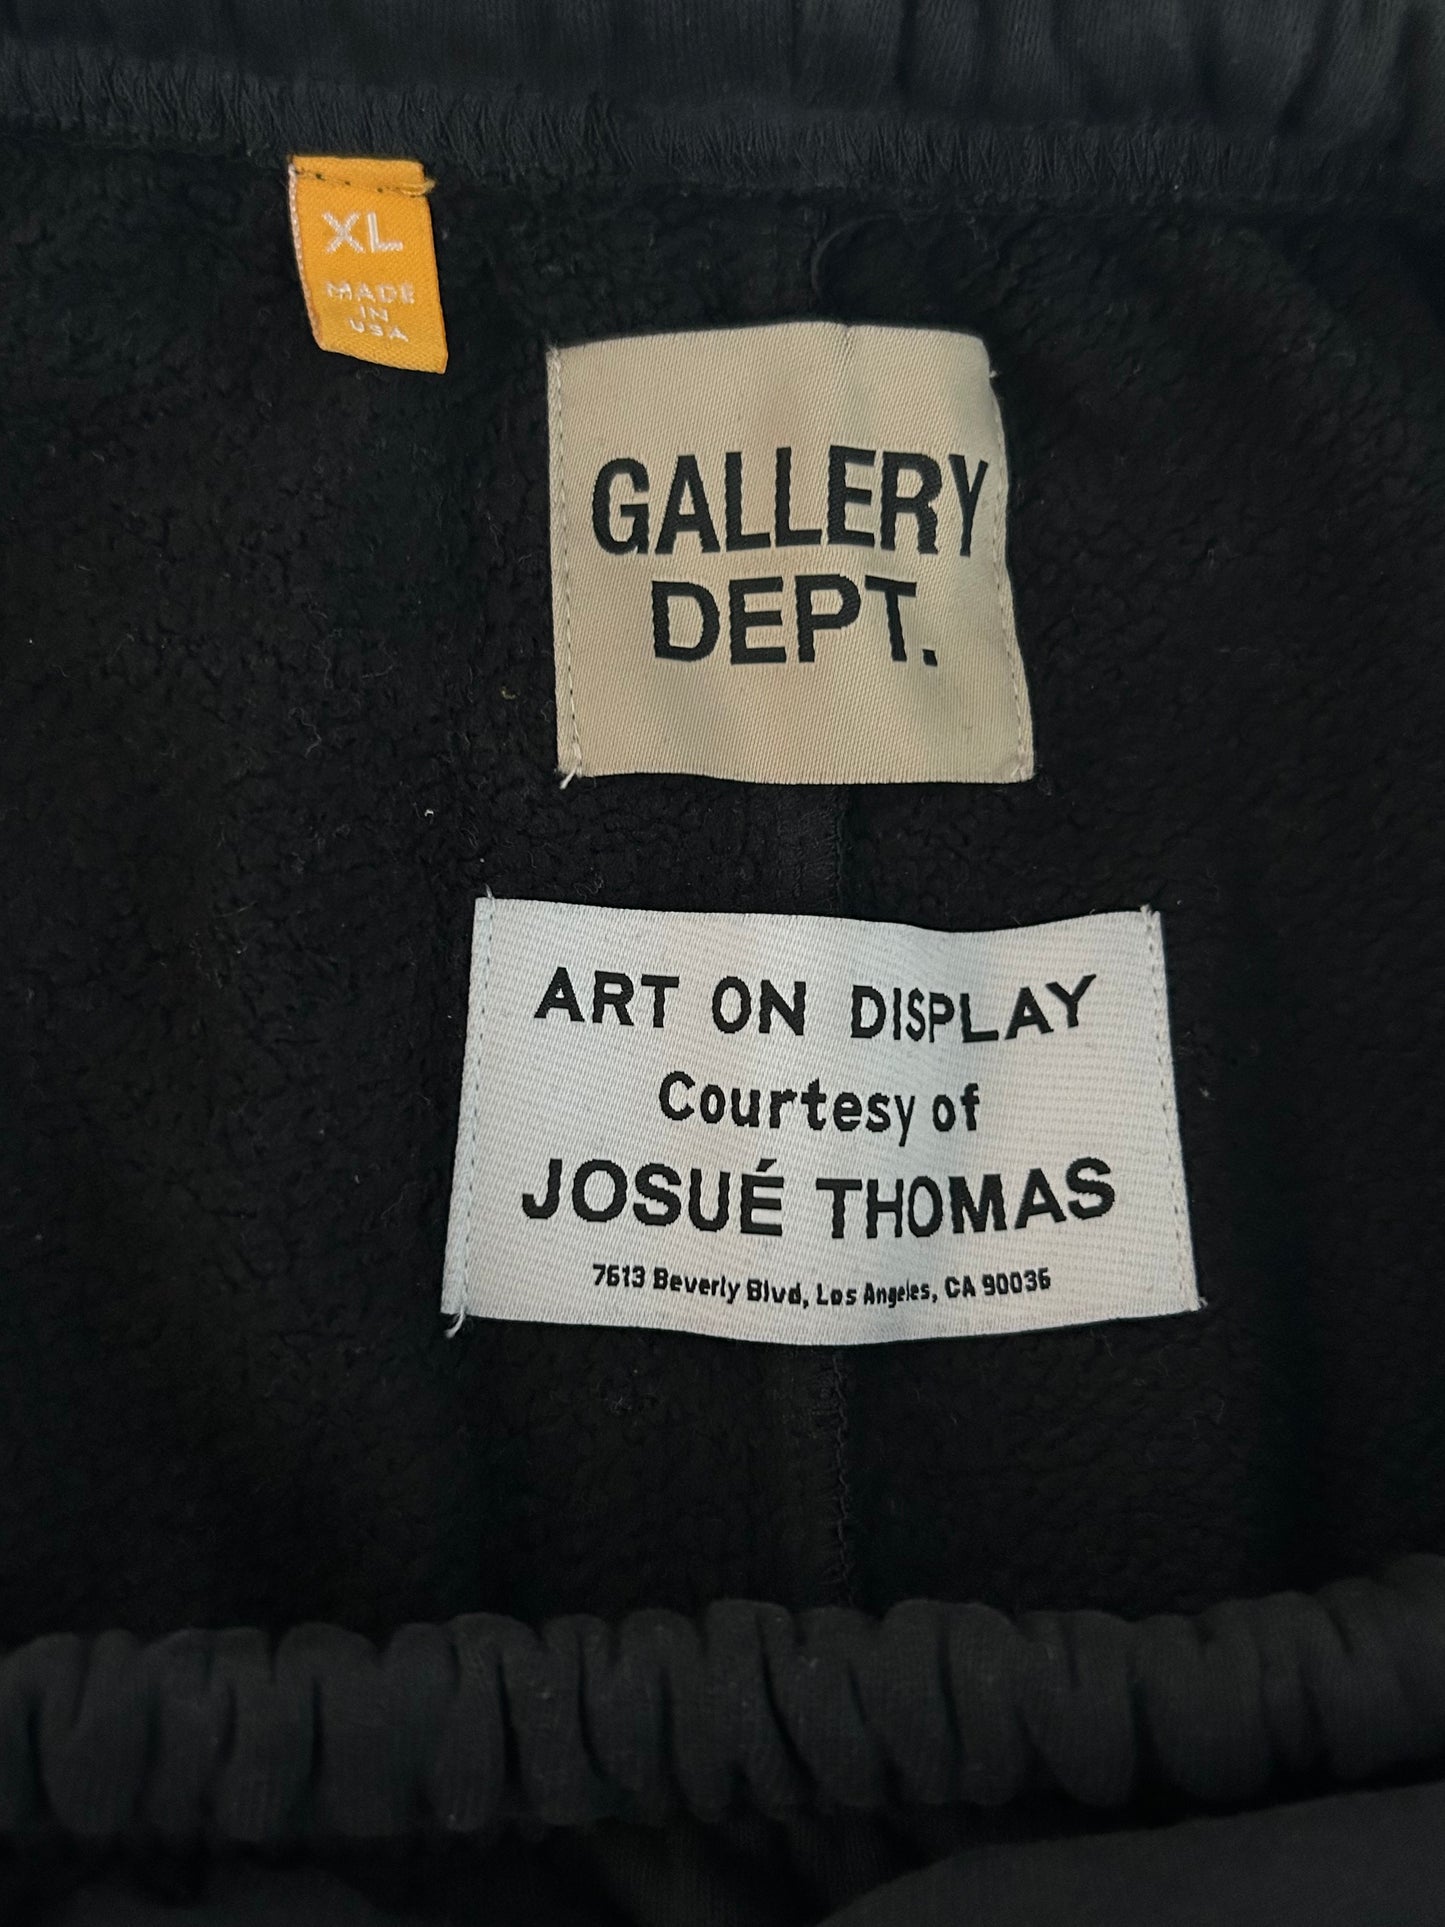 XL
MADE
IN
USA
GALLERY
DEPT.
ART ON DISPLAY
Courtesy of
JOSUÉ THOMAS
7613 Beverly Blvd, Los Angeles, CA 90036